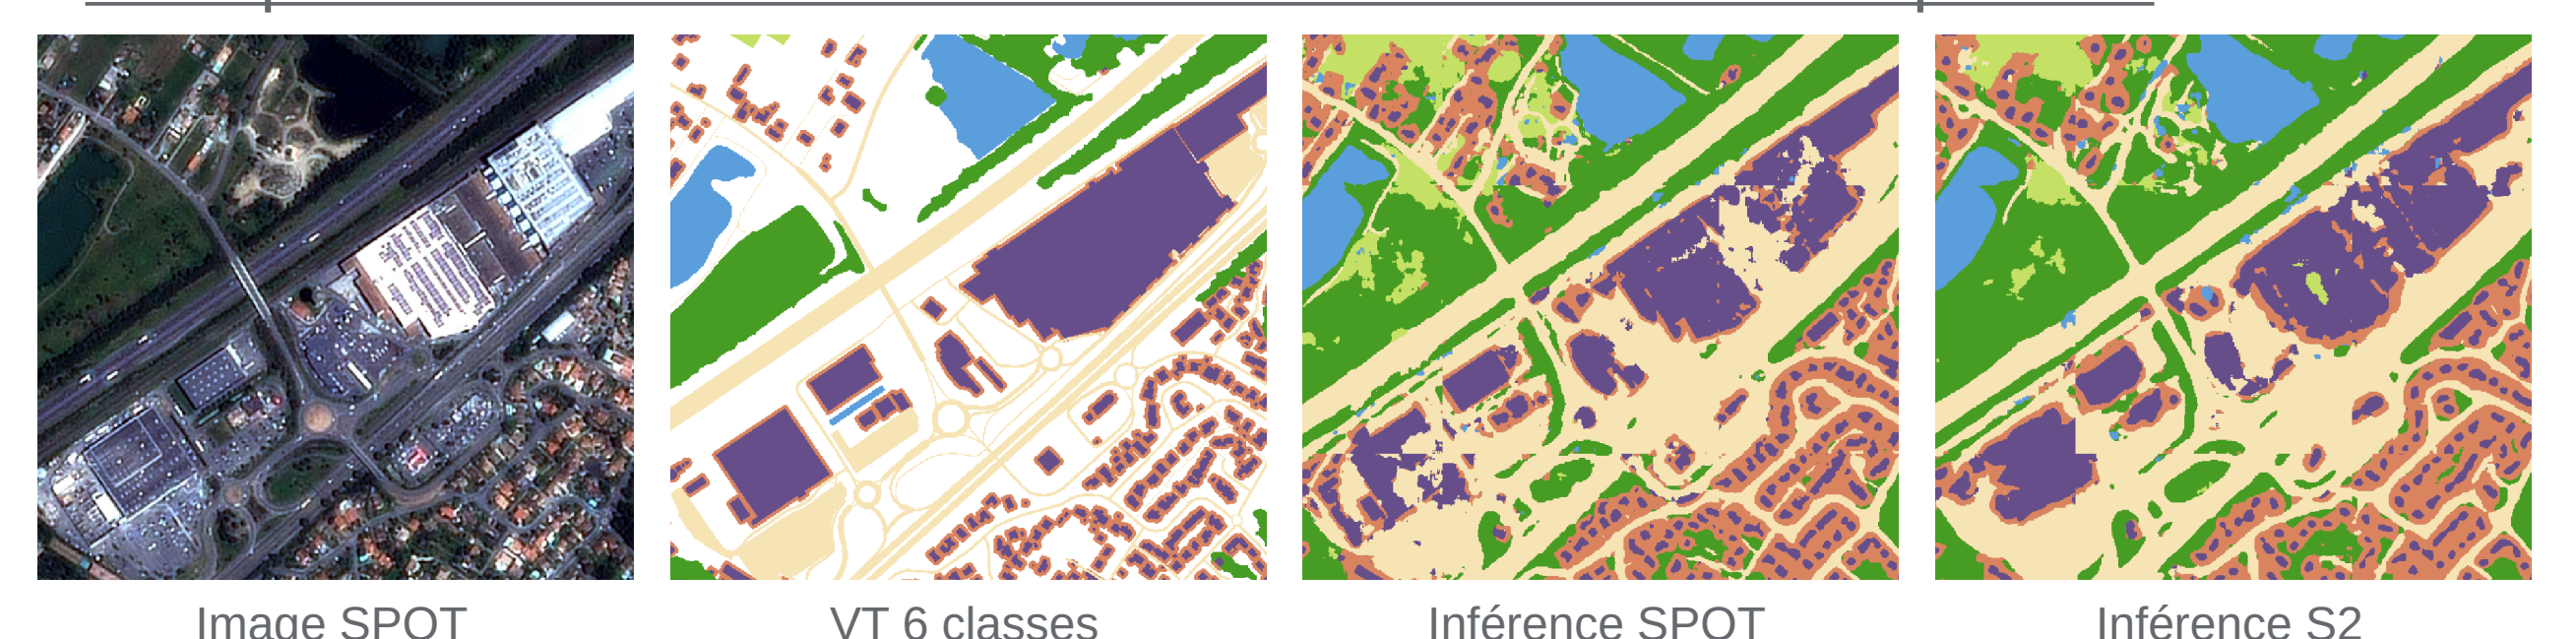 Image SPOT
VT 6 classes
Inférence SPOT
Inférence S2